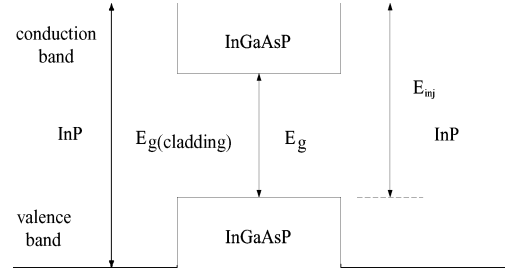 conduction
band
InGaAsP
E_inj
InP
E_g(cladding)
E_g
InP
valence
band
InGaAsP